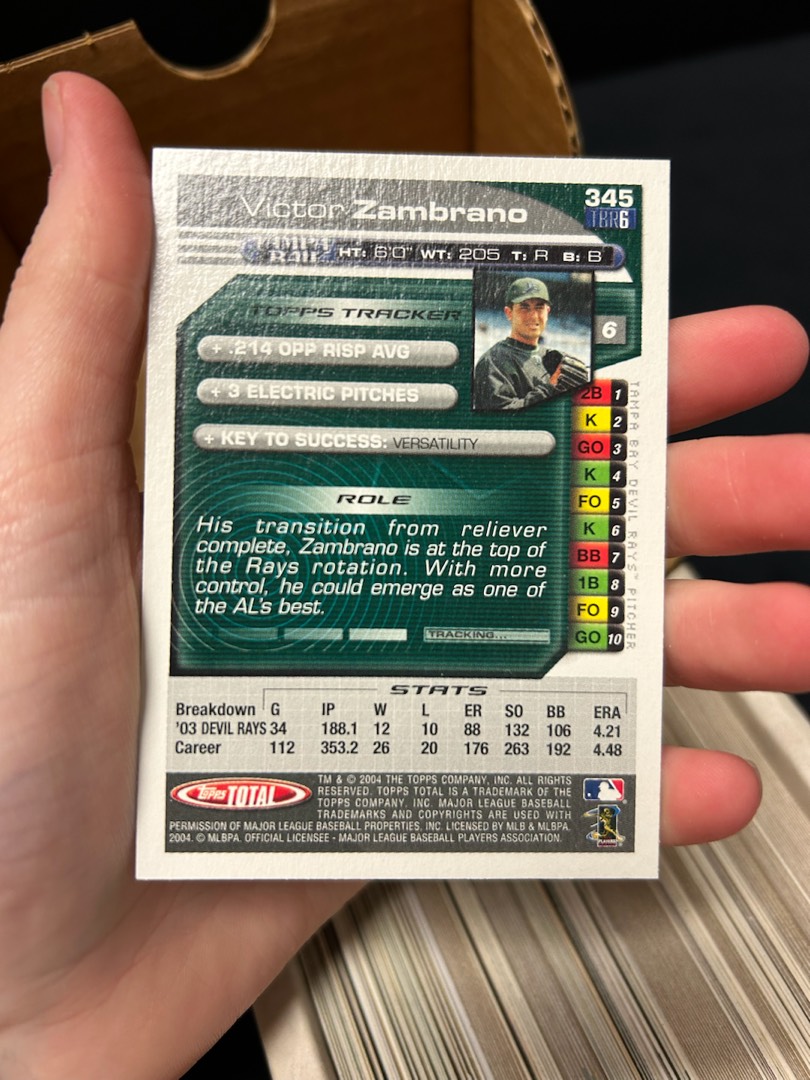 Victor Zambrano
345
TBR6
HT: 6'0" WT: 205 T: R B: B
TOPPS TRACKER
6
+ .214 OPP RISP AVG
+ 3 ELECTRIC PITCHES
+ KEY TO SUCCESS: VERSATILITY
2B 1
K 2
GO 3
K 4
FO 5
K 6
BB 7
1B 8
FO 9
GO 10
TAMPA BAY DEVIL RAYS™ PITCHER
ROLE
His transition from reliever
complete, Zambrano is at the top of
the Rays rotation. With more
control, he could emerge as one of
the AL's best.
TRACKING...
STATS
Breakdown G IP W L ER SO BB ERA
'03 DEVIL RAYS 34 188.1 12 10 88 132 106 4.21
Career 112 353.2 26 20 176 263 192 4.48
TOPPS TOTAL
TM & © 2004 THE TOPPS COMPANY, INC. ALL RIGHTS
RESERVED. TOPPS TOTAL IS A TRADEMARK OF THE
TOPPS COMPANY, INC. MAJOR LEAGUE BASEBALL
TRADEMARKS AND COPYRIGHTS ARE USED WITH
PERMISSION OF MAJOR LEAGUE BASEBALL PROPERTIES, INC. LICENSED BY MLB & MLBPA.
2004. © MLBPA. OFFICIAL LICENSEE - MAJOR LEAGUE BASEBALL PLAYERS ASSOCIATION.